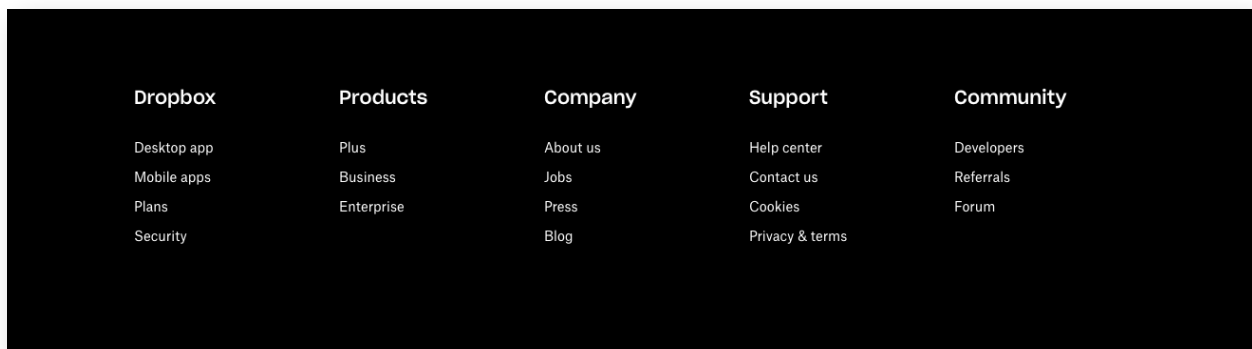 Dropbox
Desktop app
Mobile apps
Plans
Security
Products
Plus
Business
Enterprise
Company
About us
Jobs
Press
Blog
Support
Help center
Contact us
Cookies
Privacy & terms
Community
Developers
Referrals
Forum